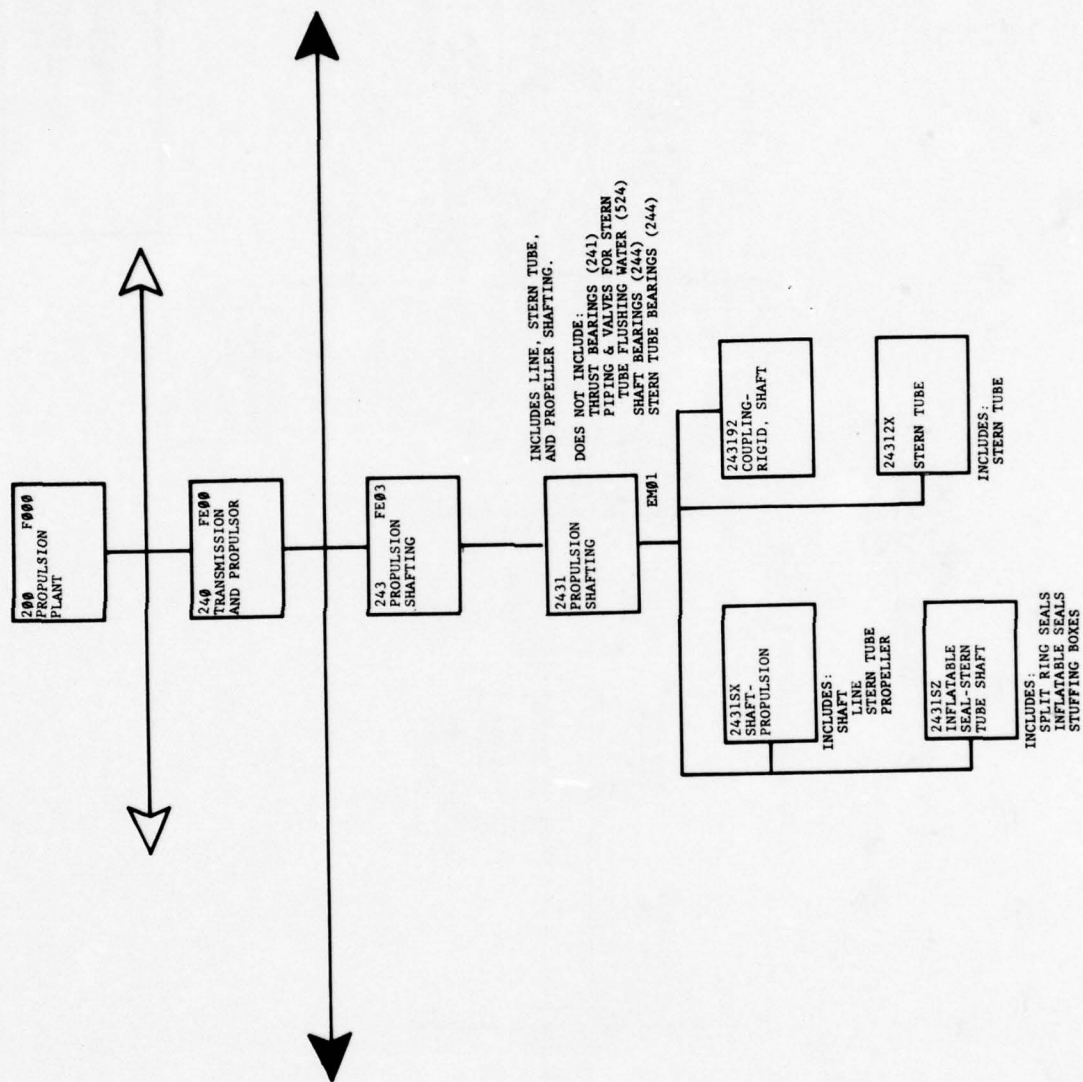 200 F000
PROPULSION
PLANT
240 FE00
TRANSMISSION
AND PROPULSOR
243 FE03
PROPULSION
SHAFTING
2431
PROPULSION
SHAFTING
EM01
INCLUDES LINE, STERN TUBE,
AND PROPELLER SHAFTING.
DOES NOT INCLUDE:
THRUST BEARINGS (241)
PIPING & VALVES FOR STERN
TUBE FLUSHING WATER (524)
SHAFT BEARINGS (244)
STERN TUBE BEARINGS (244)
2431SX
SHAFT-
PROPULSION
INCLUDES:
SHAFT
LINE
STERN TUBE
PROPELLER
243192
COUPLING-
RIGID, SHAFT
2431SZ
INFLATABLE
SEAL-STERN
TUBE SHAFT
INCLUDES:
SPLIT RING SEALS
INFLATABLE SEALS
STUFFING BOXES
24312X
STERN TUBE
INCLUDES:
STERN TUBE